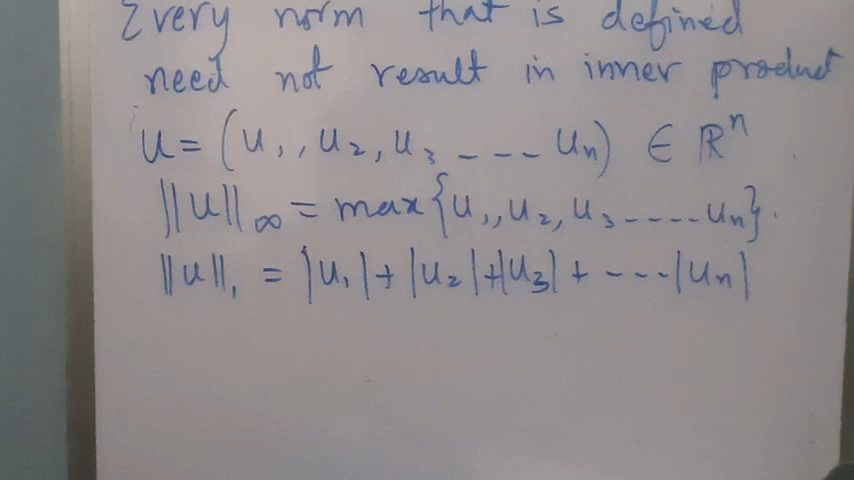 Every norm that is defined
need not result in inner product
u = (u₁, u₂, u₃ - - - uₙ) ∈ ℝⁿ
||u||∞ = max{u₁, u₂, u₃ - - - - - uₙ}.
||u||₁ = |u₁| + |u₂| + |u₃| + - - - - |uₙ|